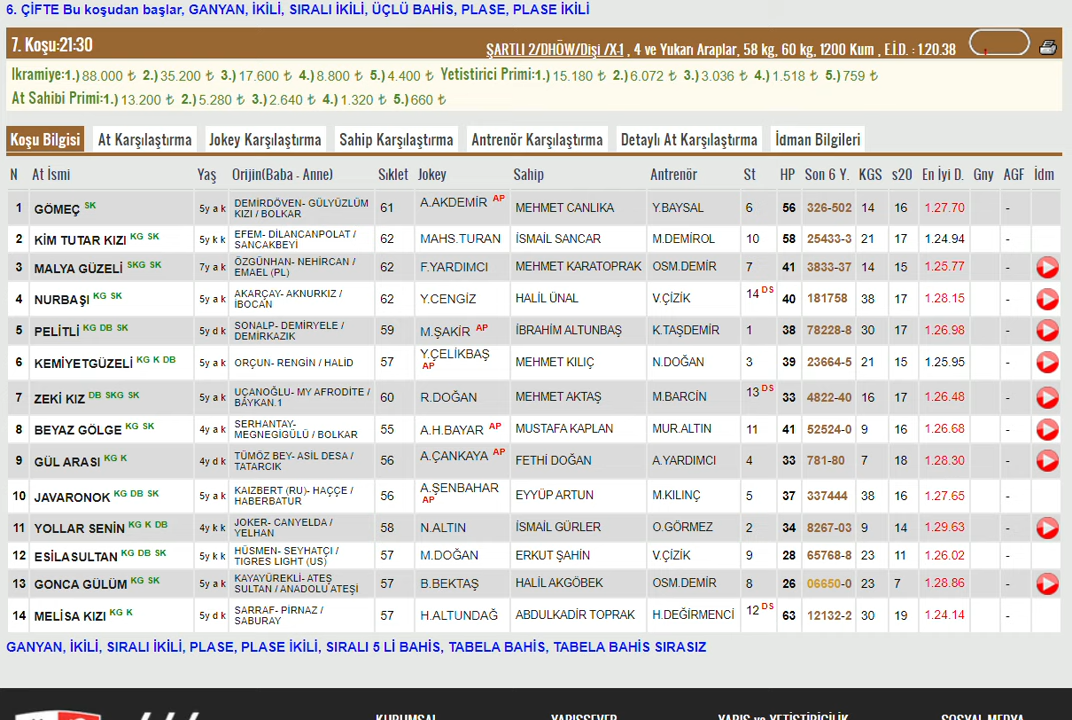 6. ÇİFTE Bu koşudan başlar, GANYAN, İKİLİ, SIRALI İKİLİ, ÜÇLÜ BAHİS, PLASE, PLASE İKİLİ
7. Koşu:21:30 ŞARTLI 2/DHÖW/Dişi /X-1 , 4 ve Yukarı Araplar, 58 kg, 60 kg, 1200 Kum , E.İ.D. : 1.20.38
Ikramiye:1.) 88.000 ₺ 2.) 35.200 ₺ 3.) 17.600 ₺ 4.) 8.800 ₺ 5.) 4.400 ₺ Yetistirici Primi:1.) 15.180 ₺ 2.) 6.072 ₺ 3.) 3.036 ₺ 4.) 1.518 ₺ 5.) 759 ₺
At Sahibi Primi:1.) 13.200 ₺ 2.) 5.280 ₺ 3.) 2.640 ₺ 4.) 1.320 ₺ 5.) 660 ₺
Koşu Bilgisi At Karşılaştırma Jokey Karşılaştırma Sahip Karşılaştırma Antrenör Karşılaştırma Detaylı At Karşılaştırma İdman Bilgileri
N At İsmi Yaş Orijin(Baba - Anne) Sıklet Jokey Sahip Antrenör St HP Son 6 Y. KGS s20 En İyi D. Gny AGF İdm
1 GÖMEÇ SK 5y a k DEMİRDÖVEN- GÜLYÜZLÜM KIZI / BOLKAR 61 A.AKDEMİR AP MEHMET CANLIKA Y.BAYSAL 6 56 326-502 14 16 1.27.70 -
2 KİM TUTAR KIZI KG SK 5y k k EFEM- DİLANCANPOLAT / SANCAKBEYİ 62 MAHS.TURAN İSMAİL SANCAR M.DEMİROL 10 58 25433-3 21 17 1.24.94 -
3 MALYA GÜZELİ SKG SK 7y a k ÖZGÜNHAN- NEHİRCAN / EMAEL (PL) 62 F.YARDIMCI MEHMET KARATOPRAK OSM.DEMİR 7 41 3833-37 14 15 1.25.77 -
4 NURBAŞI KG SK 5y a k AKARÇAY- AKNURKIZ / İBOCAN 62 Y.CENGİZ HALİL ÜNAL V.ÇİZİK 14 DS 40 181758 38 17 1.28.15 -
5 PELİTLİ KG DB SK 5y d k SONALP- DEMİRYELE / DEMİRKAZIK 59 M.ŞAKİR AP İBRAHİM ALTUNBAŞ K.TAŞDEMİR 1 38 78228-8 30 17 1.26.98 -
6 KEMİYETGÜZELİ KG K DB 5y a k ORÇUN- RENGİN / HALİD 57 Y.ÇELİKBAŞ AP MEHMET KILIÇ N.DOĞAN 3 39 23664-5 21 15 1.25.95 -
7 ZEKİ KIZ DB SKG SK 5y a k UÇANOĞLU- MY AFRODİTE / BAYKAN.1 60 R.DOĞAN MEHMET AKTAŞ M.BARCİN 13 DS 33 4822-40 16 17 1.26.48 -
8 BEYAZ GÖLGE KG SK 4y a k SERHANTAY- MEGNEGIGÜLÜ / BOLKAR 55 A.H.BAYAR AP MUSTAFA KAPLAN MUR.ALTIN 11 41 52524-0 9 16 1.26.68 -
9 GÜL ARASI KG K 4y d k TÜMÖZ BEY- ASİL DESA / TATARCIK 56 A.ÇANKAYA AP FETHİ DOĞAN A.YARDIMCI 4 33 781-80 7 18 1.28.30 -
10 JAVARONOK KG DB SK 5y a k KAIZBERT (RU)- HAÇÇE / HABERBATUR 56 A.ŞENBAHAR AP EYYÜP ARTUN M.KILINÇ 5 37 337444 38 16 1.27.65 -
11 YOLLAR SENİN KG K DB 4y k k JOKER- CANYELDA / YELHAN 58 N.ALTIN İSMAİL GÜRLER O.GÖRMEZ 2 34 8267-03 9 14 1.29.63 -
12 ESİLASULTAN KG DB SK 5y k k HÜSMEN- SEYHATÇI / TIGRES LIGHT (US) 57 M.DOĞAN ERKUT ŞAHİN V.ÇİZİK 9 28 65768-8 23 11 1.26.02 -
13 GONCA GÜLÜM KG SK 5y a k KAYAYÜREKLİ- ATEŞ SULTAN / ANADOLU ATEŞİ 57 B.BEKTAŞ HALİL AKGÖBEK OSM.DEMİR 8 26 06650-0 23 7 1.28.86 -
14 MELİSA KIZI KG K 5y d k SARRAF- PİRNAZ / SABURAY 57 H.ALTUNDAĞ ABDULKADİR TOPRAK H.DEĞİRMENCİ 12 DS 63 12132-2 30 19 1.24.14 -
GANYAN, İKİLİ, SIRALI İKİLİ, PLASE, PLASE İKİLİ, SIRALI 5 Lİ BAHİS, TABELA BAHİS, TABELA BAHİS SIRASIZ
KURUMSAL YARIŞSEVER YARIŞ ve YETİŞTİRİCİLİK SOSYAL MEDYA